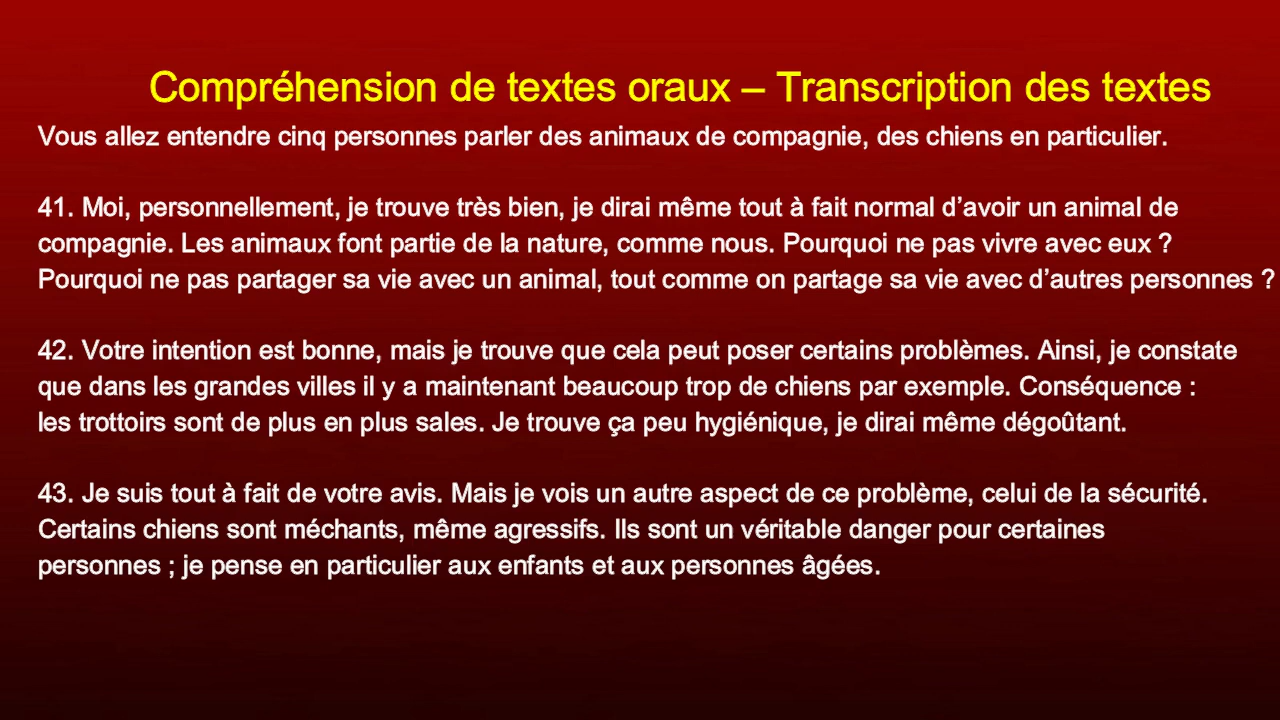 Compréhension de textes oraux – Transcription des textes
Vous allez entendre cinq personnes parler des animaux de compagnie, des chiens en particulier.
41. Moi, personnellement, je trouve très bien, je dirai même tout à fait normal d’avoir un animal de
compagnie. Les animaux font partie de la nature, comme nous. Pourquoi ne pas vivre avec eux ?
Pourquoi ne pas partager sa vie avec un animal, tout comme on partage sa vie avec d’autres personnes ?
42. Votre intention est bonne, mais je trouve que cela peut poser certains problèmes. Ainsi, je constate
que dans les grandes villes il y a maintenant beaucoup trop de chiens par exemple. Conséquence :
les trottoirs sont de plus en plus sales. Je trouve ça peu hygiénique, je dirai même dégoûtant.
43. Je suis tout à fait de votre avis. Mais je vois un autre aspect de ce problème, celui de la sécurité.
Certains chiens sont méchants, même agressifs. Ils sont un véritable danger pour certaines
personnes ; je pense en particulier aux enfants et aux personnes âgées.